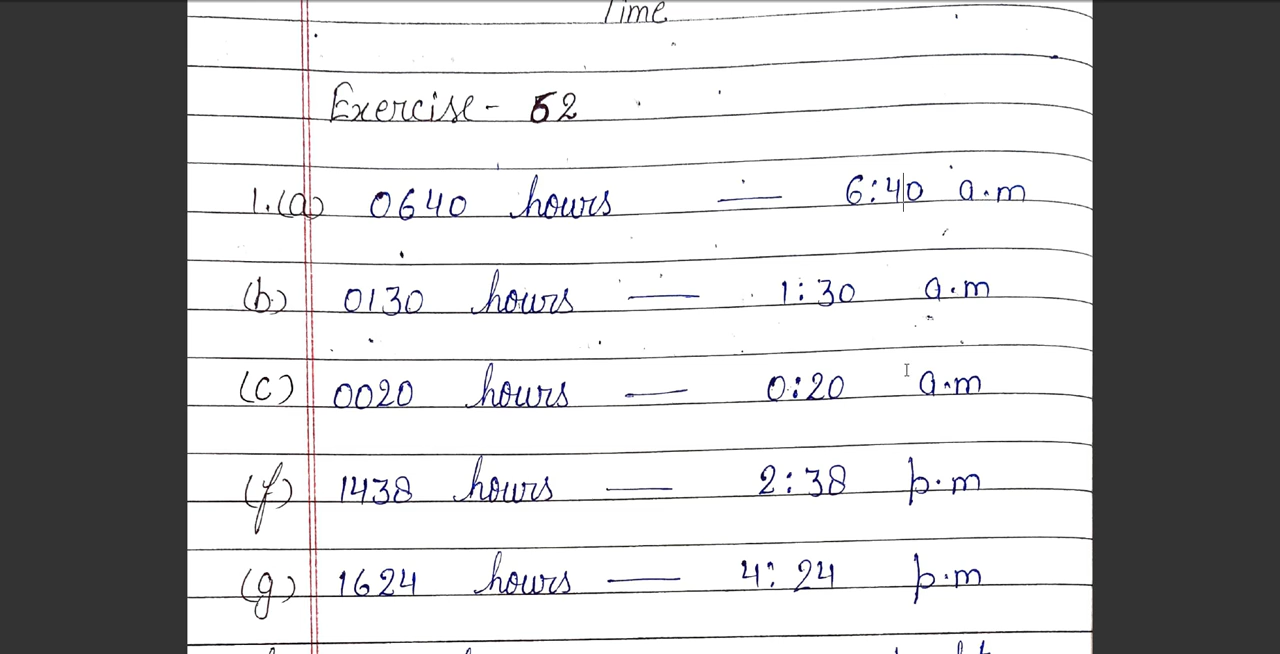 Time
Exercise - 52
1.(a) 0640 hours — 6:40 a.m
(b) 0130 hours — 1:30 a.m
(c) 0020 hours — 0:20 a.m
(f) 1438 hours — 2:38 p.m
(g) 1624 hours — 4:24 p.m